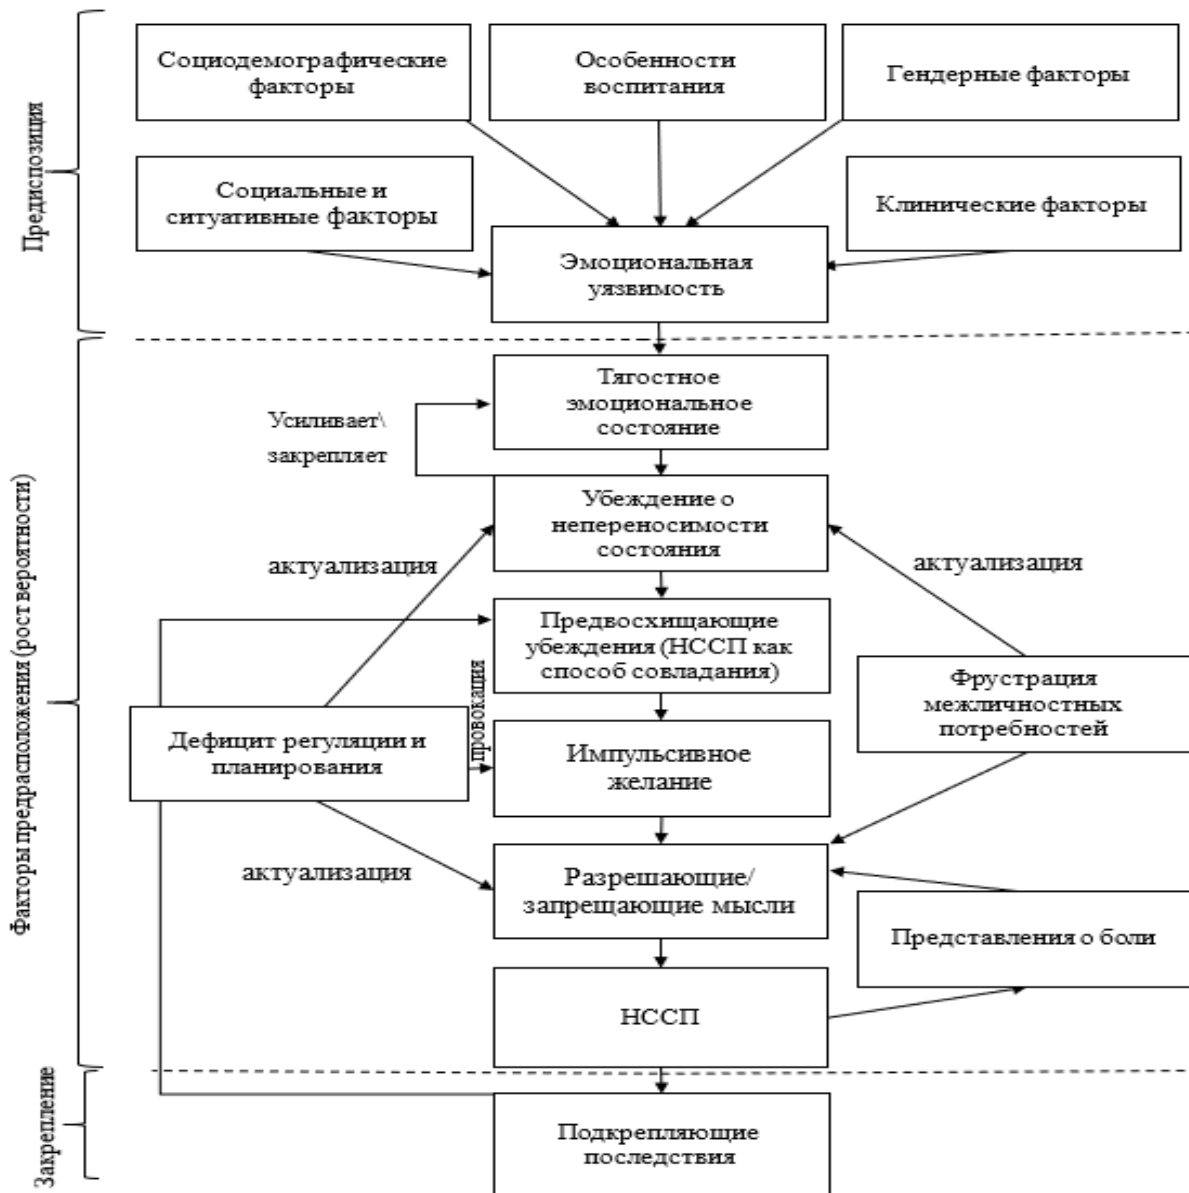 Предиспозиция
Социодемографические
факторы
Особенности
воспитания
Гендерные факторы
Социальные и
ситуативные факторы
Клинические факторы
Эмоциональная
уязвимость
Факторы предрасположения (рост вероятности)
Тягостное
эмоциональное
состояние
Усиливает\
закрепляет
Убеждение о
непереносимости
состояния
актуализация
актуализация
Предвосхищающие
убеждения (НССП как
способ совладания)
Фрустрация
межличностных
потребностей
Дефицит регуляции и
планирования
провокация
Импульсивное
желание
актуализация
Разрешающие/
запрещающие мысли
Представления о боли
НССП
Закрепление
Подкрепляющие
последствия